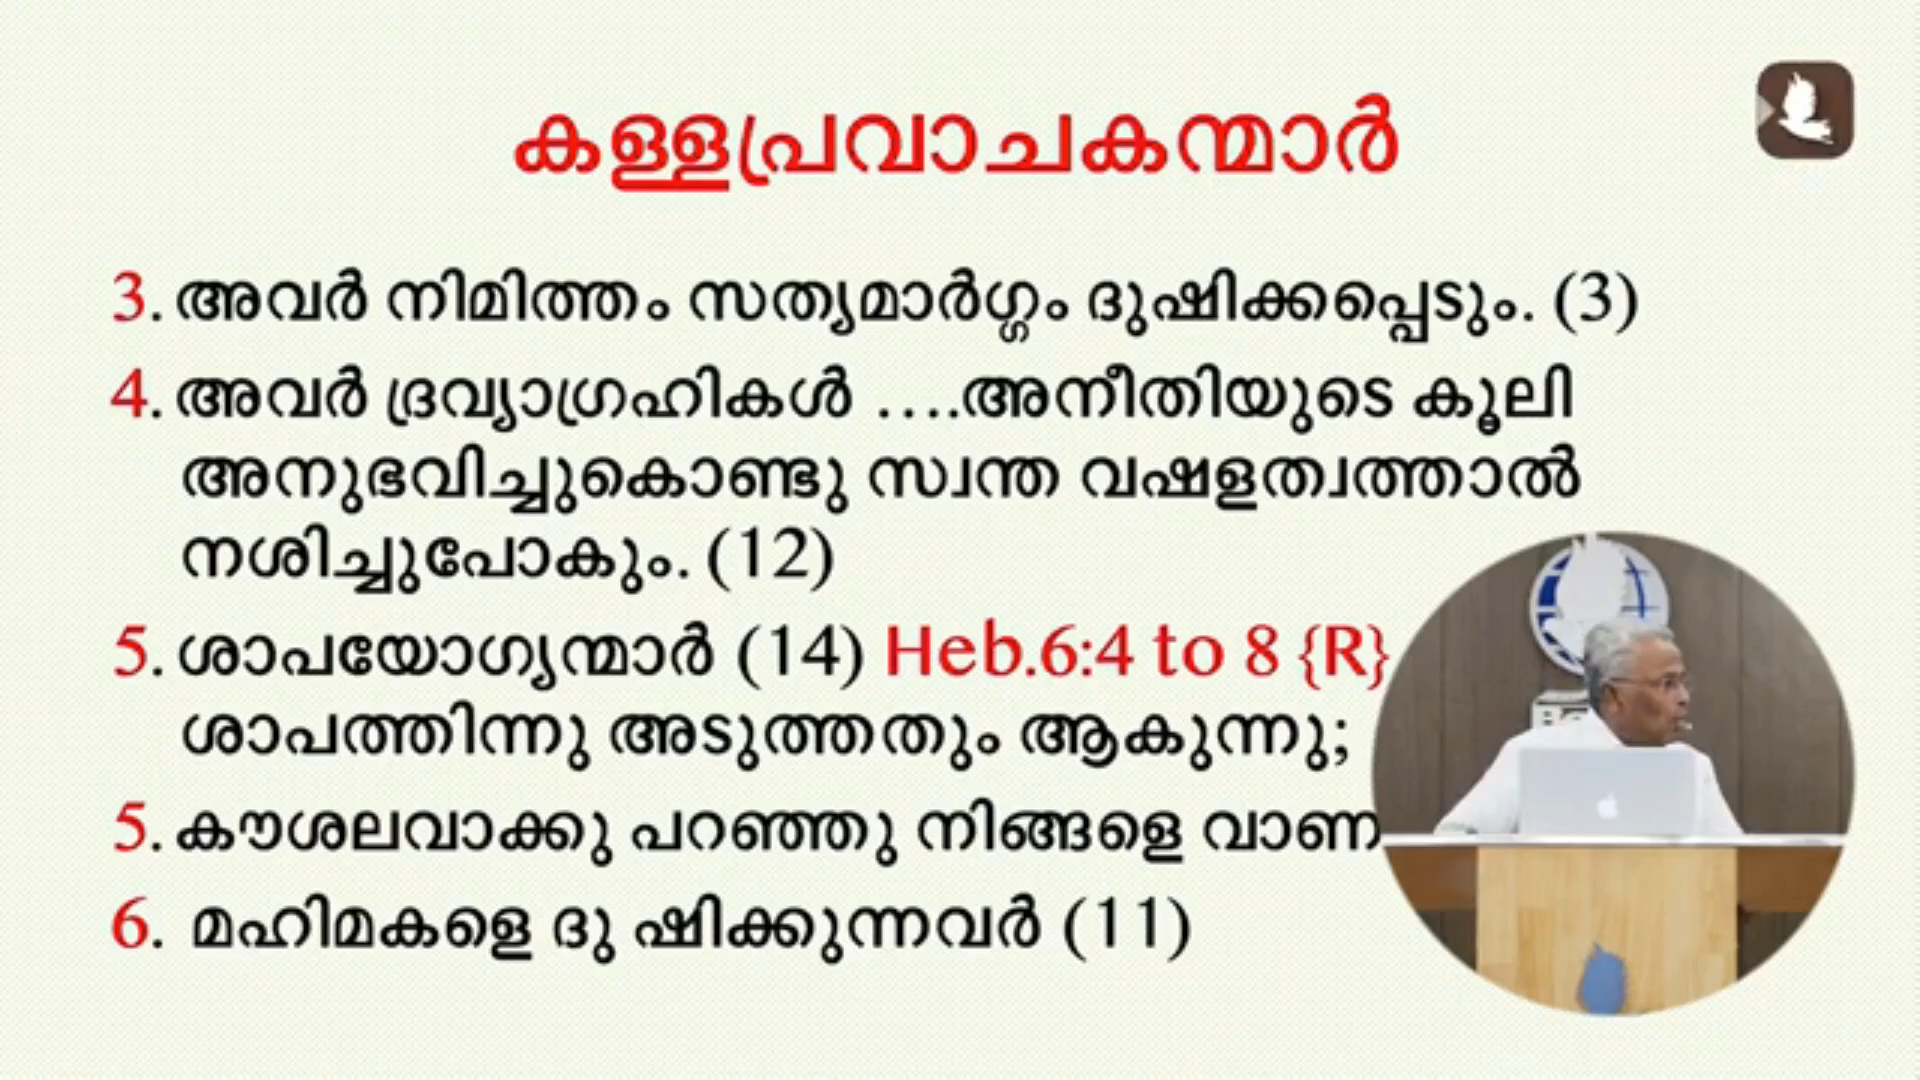 കള്ളപ്രവാചകന്മാർ
3. അവർ നിമിത്തം സത്യമാർഗ്ഗം ദുഷിക്കപ്പെടും. (3)
4. അവർ ദ്രവ്യാഗ്രഹികൾ ....അനീതിയുടെ കൂലി
അനുഭവിച്ചുകൊണ്ടു സ്വന്ത വഷളത്വത്താൽ
നശിച്ചുപോകും. (12)
5. ശാപയോഗ്യന്മാർ (14) Heb.6:4 to 8 {R}
ശാപത്തിന്നു അടുത്തതും ആകുന്നു;
5. കൗശലവാക്കു പറഞ്ഞു നിങ്ങളെ
6. മഹിമകളെ ദു ഷിക്കുന്നവർ (11)